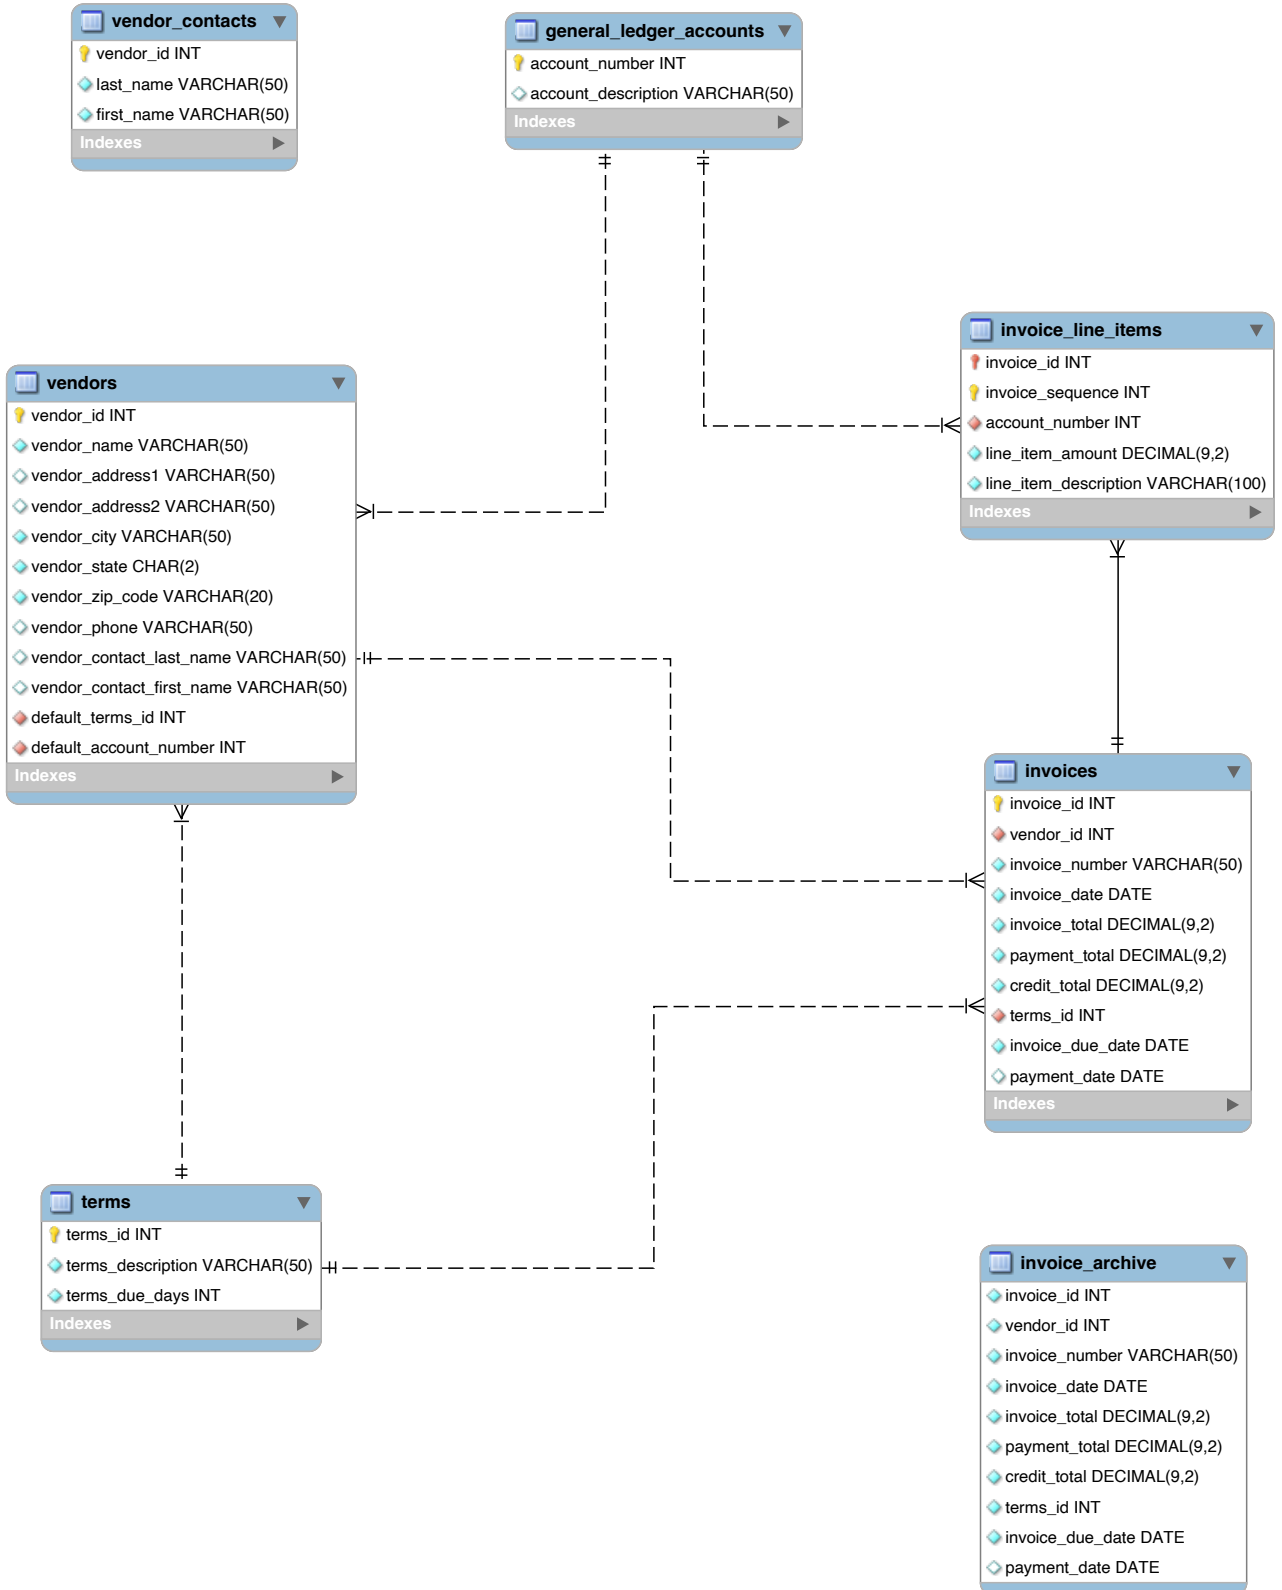 vendor_contacts
vendor_id INT
last_name VARCHAR(50)
first_name VARCHAR(50)
Indexes
general_ledger_accounts
account_number INT
account_description VARCHAR(50)
Indexes
invoice_line_items
invoice_id INT
invoice_sequence INT
account_number INT
line_item_amount DECIMAL(9,2)
line_item_description VARCHAR(100)
Indexes
vendors
vendor_id INT
vendor_name VARCHAR(50)
vendor_address1 VARCHAR(50)
vendor_address2 VARCHAR(50)
vendor_city VARCHAR(50)
vendor_state CHAR(2)
vendor_zip_code VARCHAR(20)
vendor_phone VARCHAR(50)
vendor_contact_last_name VARCHAR(50)
vendor_contact_first_name VARCHAR(50)
default_terms_id INT
default_account_number INT
Indexes
invoices
invoice_id INT
vendor_id INT
invoice_number VARCHAR(50)
invoice_date DATE
invoice_total DECIMAL(9,2)
payment_total DECIMAL(9,2)
credit_total DECIMAL(9,2)
terms_id INT
invoice_due_date DATE
payment_date DATE
Indexes
terms
terms_id INT
terms_description VARCHAR(50)
terms_due_days INT
Indexes
invoice_archive
invoice_id INT
vendor_id INT
invoice_number VARCHAR(50)
invoice_date DATE
invoice_total DECIMAL(9,2)
payment_total DECIMAL(9,2)
credit_total DECIMAL(9,2)
terms_id INT
invoice_due_date DATE
payment_date DATE